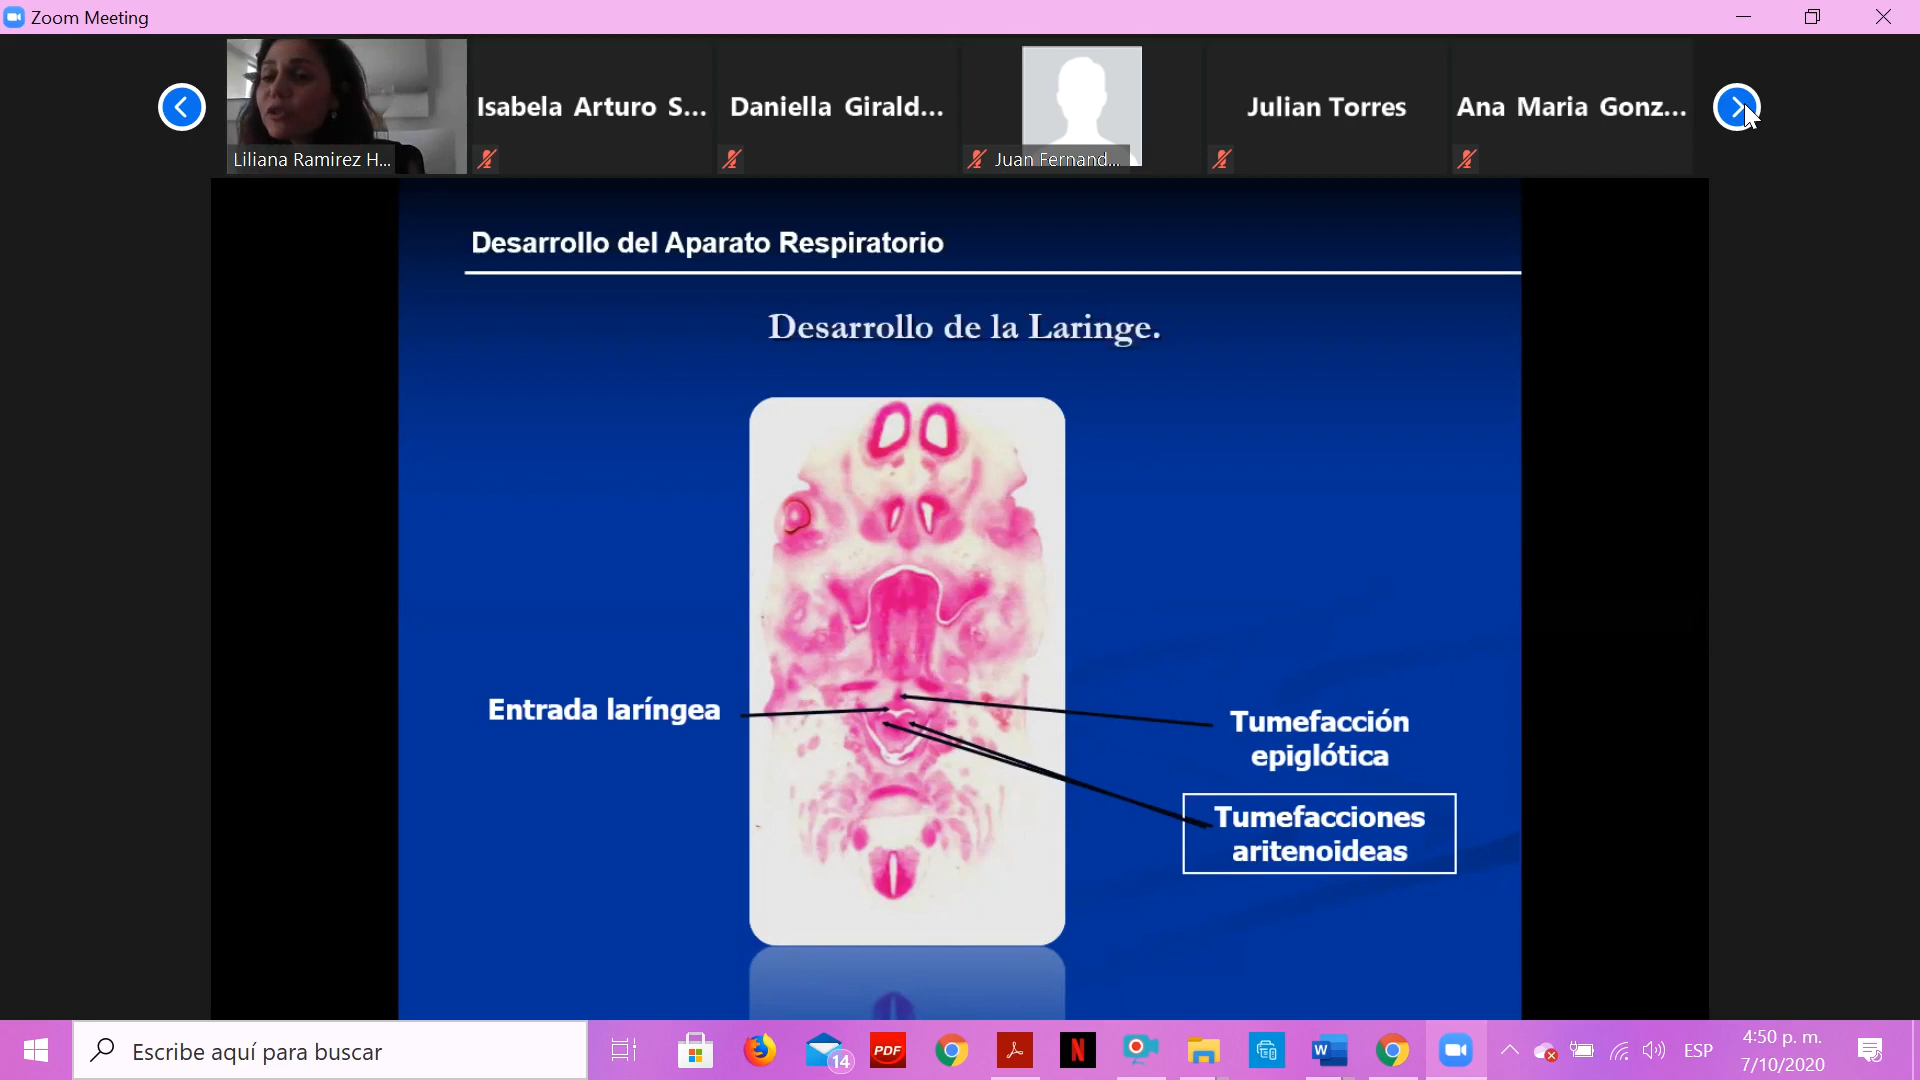 Zoom Meeting
Liliana Ramirez H...
Isabela Arturo S...
Daniella Girald...
Juan Fernand...
Julian Torres
Ana Maria Gonz...
Desarrollo del Aparato Respiratorio
Desarrollo de la Laringe.
Entrada laríngea
Tumefacción
epiglótica
Tumefacciones
aritenoideas
Escribe aquí para buscar
14
PDF
N
W
ESP
4:50 p. m.
7/10/2020